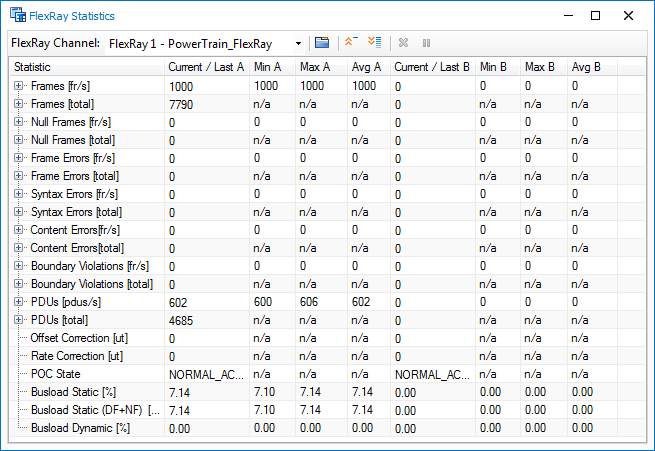 FlexRay Statistics
FlexRay Channel: FlexRay 1 - PowerTrain_FlexRay
Statistic Current / Last A Min A Max A Avg A Current / Last B Min B Max B Avg B
Frames [fr/s] 1000 1000 1000 1000 0 0 0 0
Frames [total] 7790 n/a n/a n/a 0 n/a n/a n/a
Null Frames [fr/s] 0 0 0 0 0 0 0 0
Null Frames [total] 0 n/a n/a n/a 0 n/a n/a n/a
Frame Errors [fr/s] 0 0 0 0 0 0 0 0
Frame Errors [total] 0 n/a n/a n/a 0 n/a n/a n/a
Syntax Errors [fr/s] 0 0 0 0 0 0 0 0
Syntax Errors [total] 0 n/a n/a n/a 0 n/a n/a n/a
Content Errors[fr/s] 0 0 0 0 0 0 0 0
Content Errors[total] 0 n/a n/a n/a 0 n/a n/a n/a
Boundary Violations [fr/s] 0 0 0 0 0 0 0 0
Boundary Violations [total] 0 n/a n/a n/a 0 n/a n/a n/a
PDUs [pdus/s] 602 600 606 602 0 0 0 0
PDUs [total] 4685 n/a n/a n/a 0 n/a n/a n/a
Offset Correction [ut] 0 n/a n/a n/a 0 n/a n/a n/a
Rate Correction [ut] 0 n/a n/a n/a 0 n/a n/a n/a
POC State NORMAL_AC... n/a n/a n/a NORMAL_AC... n/a n/a n/a
Busload Static [%] 7.14 7.10 7.14 7.14 0.00 0.00 0.00 0.00
Busload Static (DF+NF) [... 7.14 7.10 7.14 7.14 0.00 0.00 0.00 0.00
Busload Dynamic [%] 0.00 0.00 0.00 0.00 0.00 0.00 0.00 0.00